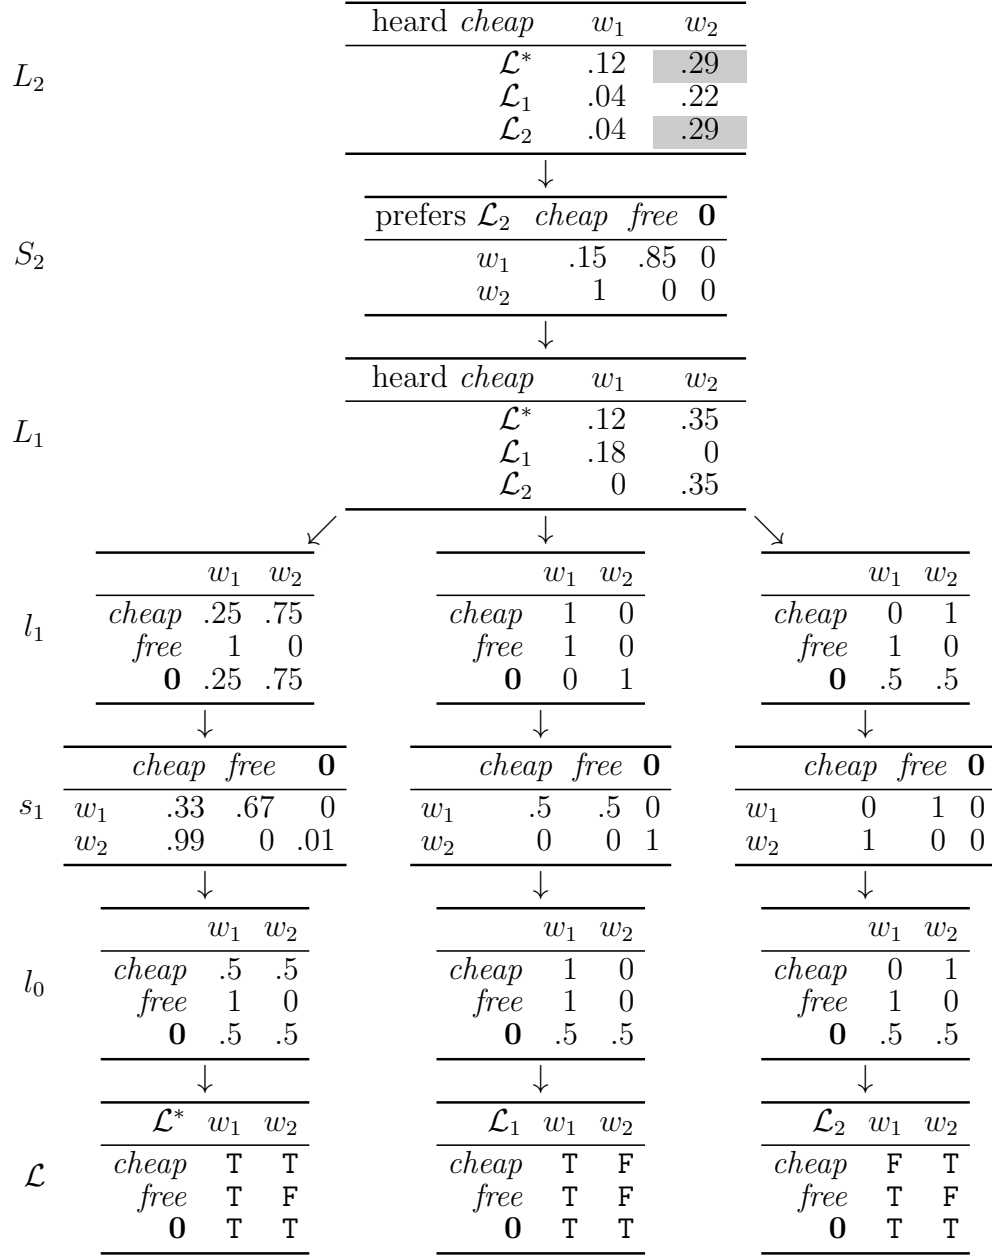 heard cheap w₁ w₂
L₂
ℒ* .12 .29
ℒ₁ .04 .22
ℒ₂ .04 .29
↓
prefers ℒ₂ cheap free 0
S₂
w₁ .15 .85 0
w₂ 1 0 0
↓
heard cheap w₁ w₂
L₁
ℒ* .12 .35
ℒ₁ .18 0
ℒ₂ 0 .35
↙ ↓ ↘
w₁ w₂ w₁ w₂ w₁ w₂
cheap .25 .75 cheap 1 0 cheap 0 1
l₁ free 1 0 free 1 0 free 1 0
0 .25 .75 0 0 1 0 .5 .5
↓ ↓ ↓
cheap free 0 cheap free 0 cheap free 0
s₁ w₁ .33 .67 0 w₁ .5 .5 0 w₁ 0 1 0
w₂ .99 0 .01 w₂ 0 0 1 w₂ 1 0 0
↓ ↓ ↓
w₁ w₂ w₁ w₂ w₁ w₂
cheap .5 .5 cheap 1 0 cheap 0 1
l₀ free 1 0 free 1 0 free 1 0
0 .5 .5 0 .5 .5 0 .5 .5
↓ ↓ ↓
ℒ* w₁ w₂ ℒ₁ w₁ w₂ ℒ₂ w₁ w₂
cheap T T cheap T F cheap F T
ℒ free T F free T F free T F
0 T T 0 T T 0 T T